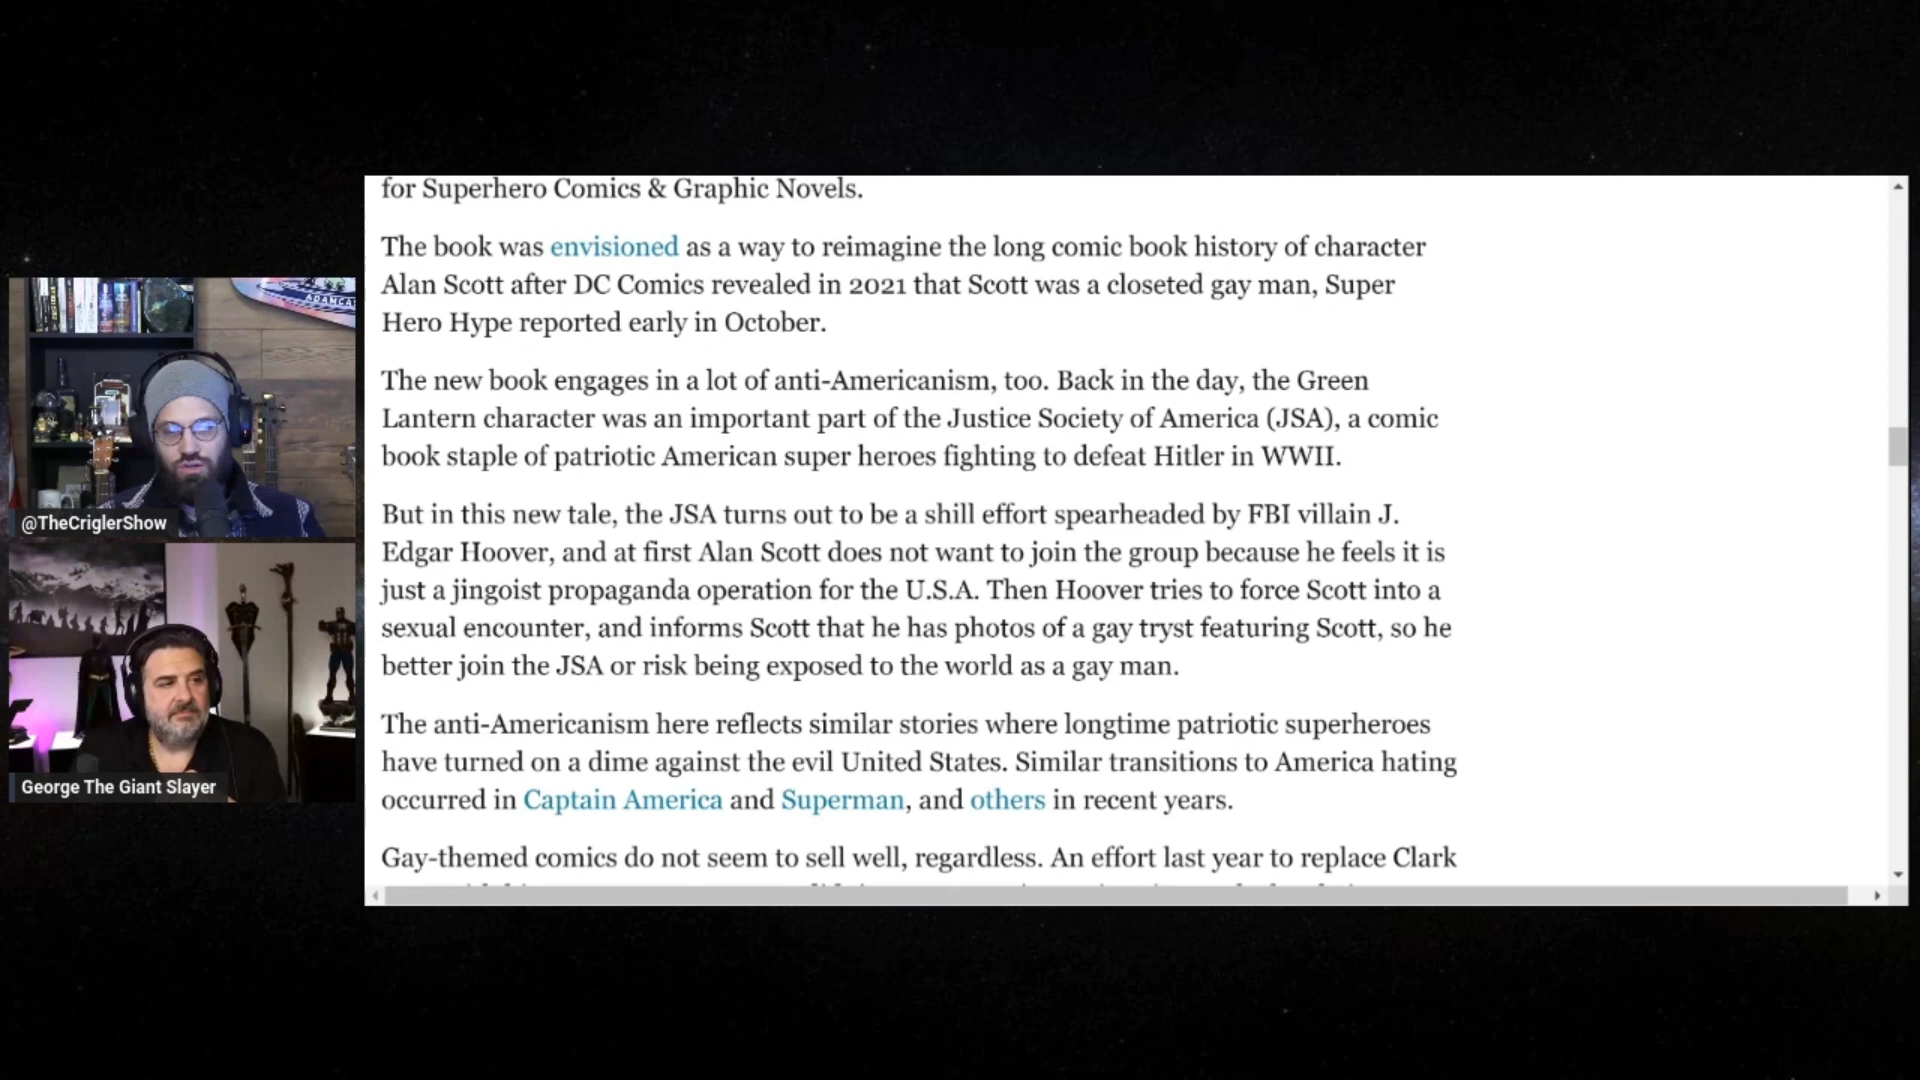 for Superhero Comics & Graphic Novels.
The book was envisioned as a way to reimagine the long comic book history of character
Alan Scott after DC Comics revealed in 2021 that Scott was a closeted gay man, Super
Hero Hype reported early in October.
The new book engages in a lot of anti-Americanism, too. Back in the day, the Green
Lantern character was an important part of the Justice Society of America (JSA), a comic
book staple of patriotic American super heroes fighting to defeat Hitler in WWII.
But in this new tale, the JSA turns out to be a shill effort spearheaded by FBI villain J.
Edgar Hoover, and at first Alan Scott does not want to join the group because he feels it is
just a jingoist propaganda operation for the U.S.A. Then Hoover tries to force Scott into a
sexual encounter, and informs Scott that he has photos of a gay tryst featuring Scott, so he
better join the JSA or risk being exposed to the world as a gay man.
The anti-Americanism here reflects similar stories where longtime patriotic superheroes
have turned on a dime against the evil United States. Similar transitions to America hating
occurred in Captain America and Superman, and others in recent years.
Gay-themed comics do not seem to sell well, regardless. An effort last year to replace Clark
@TheCriglerShow
George The Giant Slayer